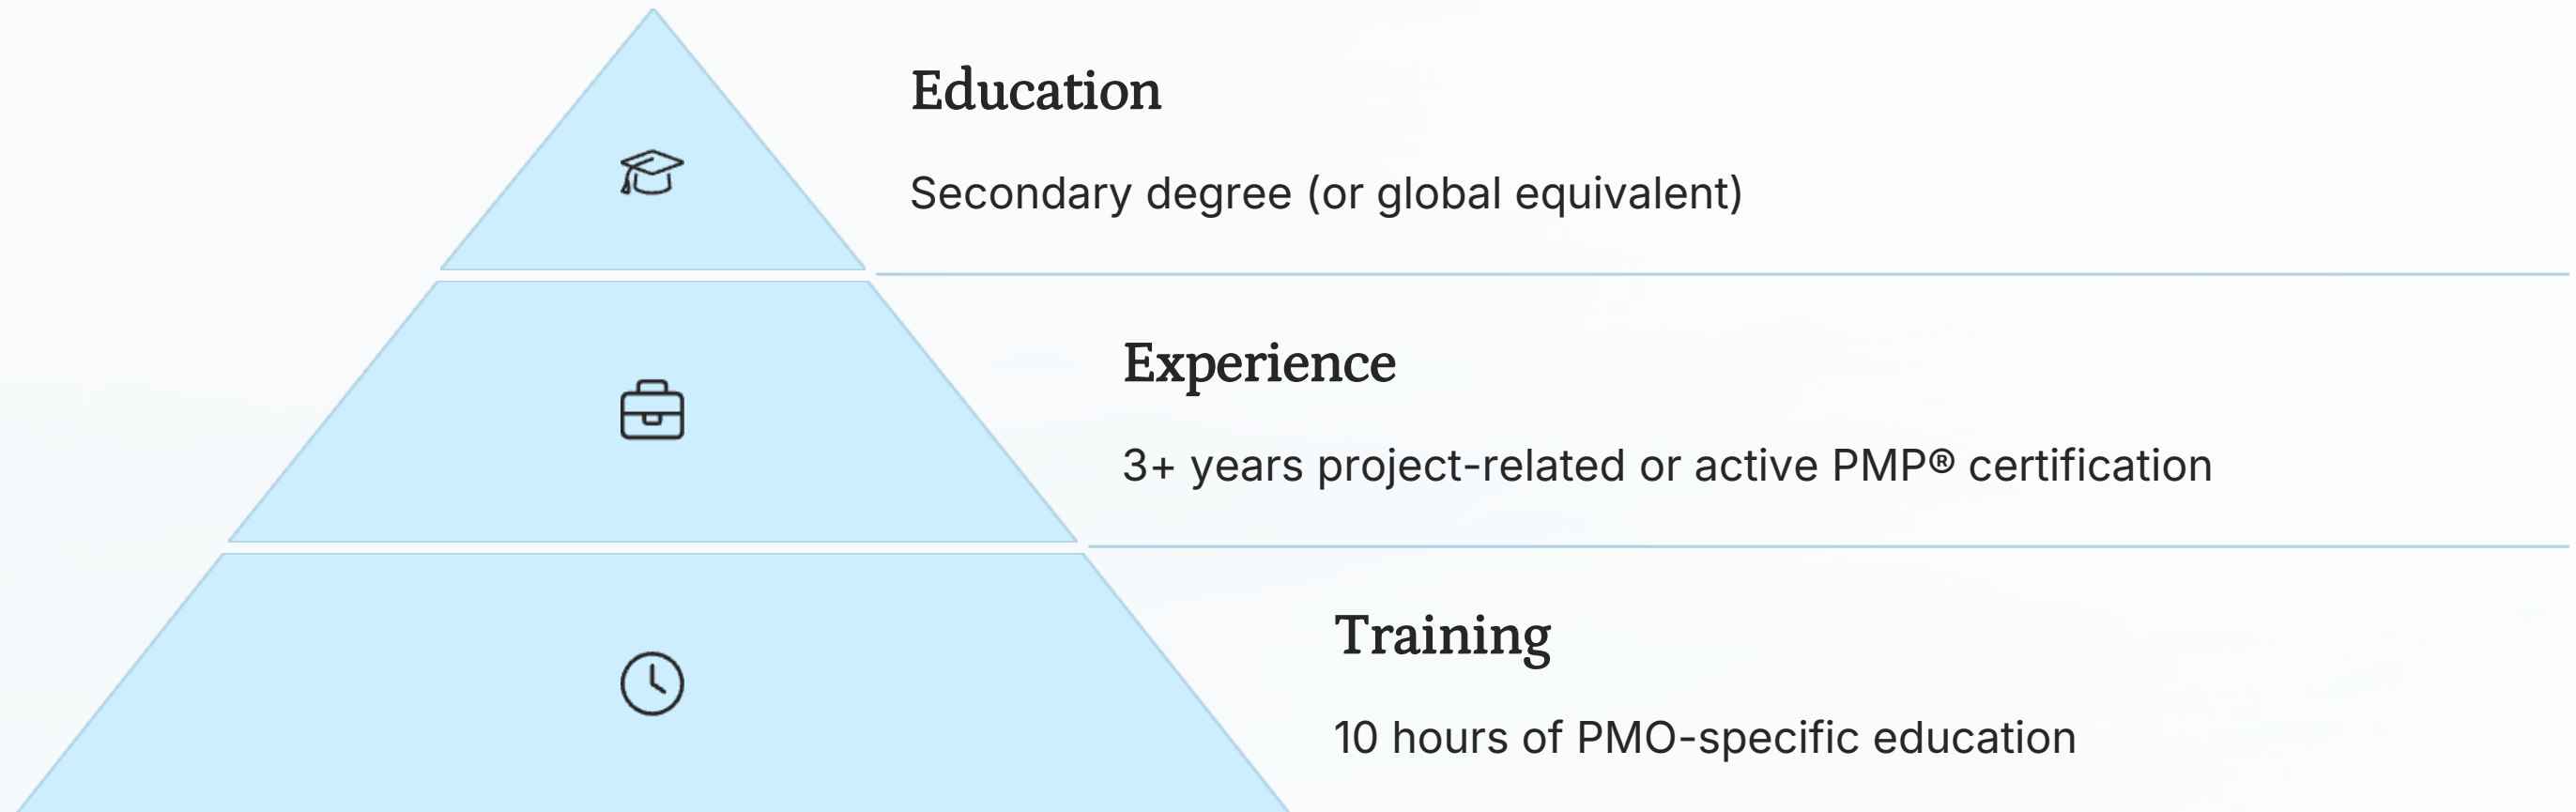 Education
Secondary degree (or global equivalent)
Experience
3+ years project-related or active PMP® certification
Training
10 hours of PMO-specific education